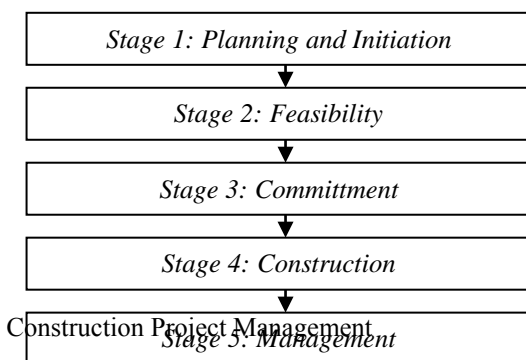 Stage 1: Planning and Initiation
Stage 2: Feasibility
Stage 3: Committment
Stage 4: Construction
Construction Project Management
Stage 5: Management